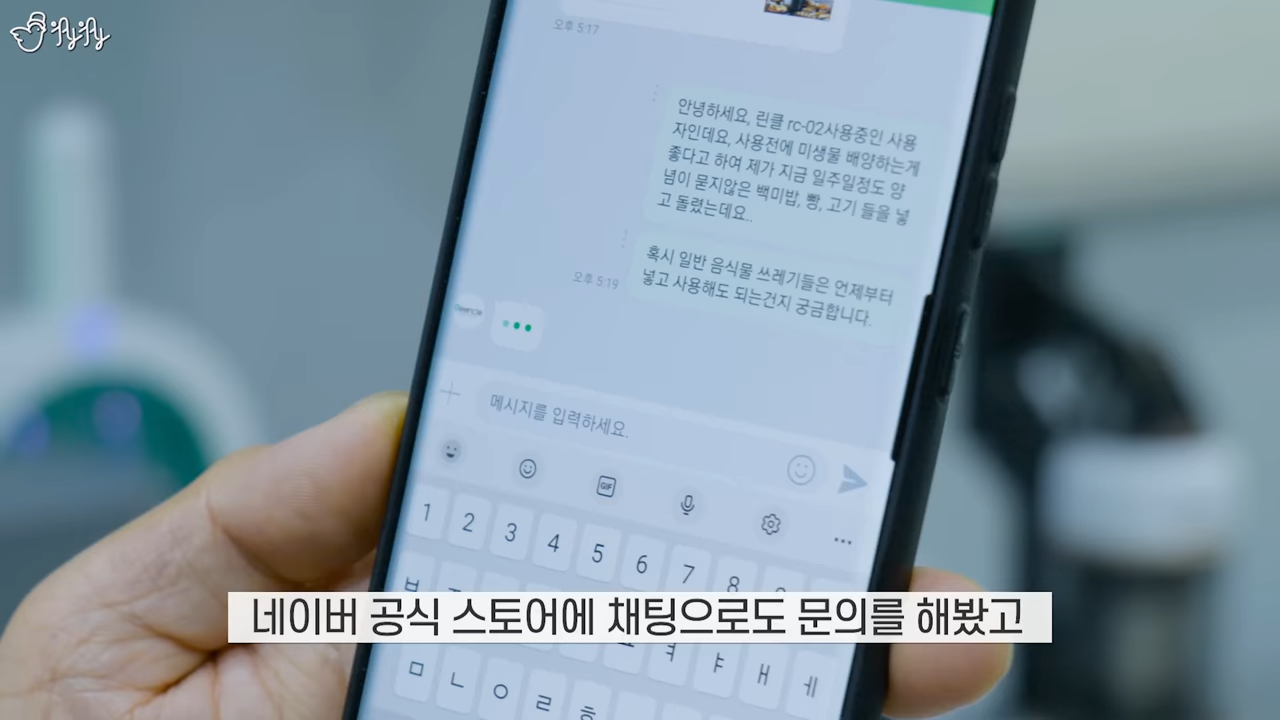 오후 5:17
안녕하세요, 린클 rc-02사용중인 사용
자인데요, 사용전에 미생물 배양하는게
좋다고 하여 제가 지금 일주일정도 양
념이 묻지않은 백미밥, 빵, 고기 들을 넣
고 돌렸는데요..
혹시 일반 음식물 쓰레기들은 언제부터
넣고 사용해도 되는건지 궁금합니다.
오후 5:19
메시지를 입력하세요.
GIF
1 2 3 4 5 6 7 8
네이버 공식 스토어에 채팅으로도 문의를 해봤고
ㅕ ㅑ ㅐ ㅔ
ㅁ ㄴ ㅇ ㄹ ㅎ